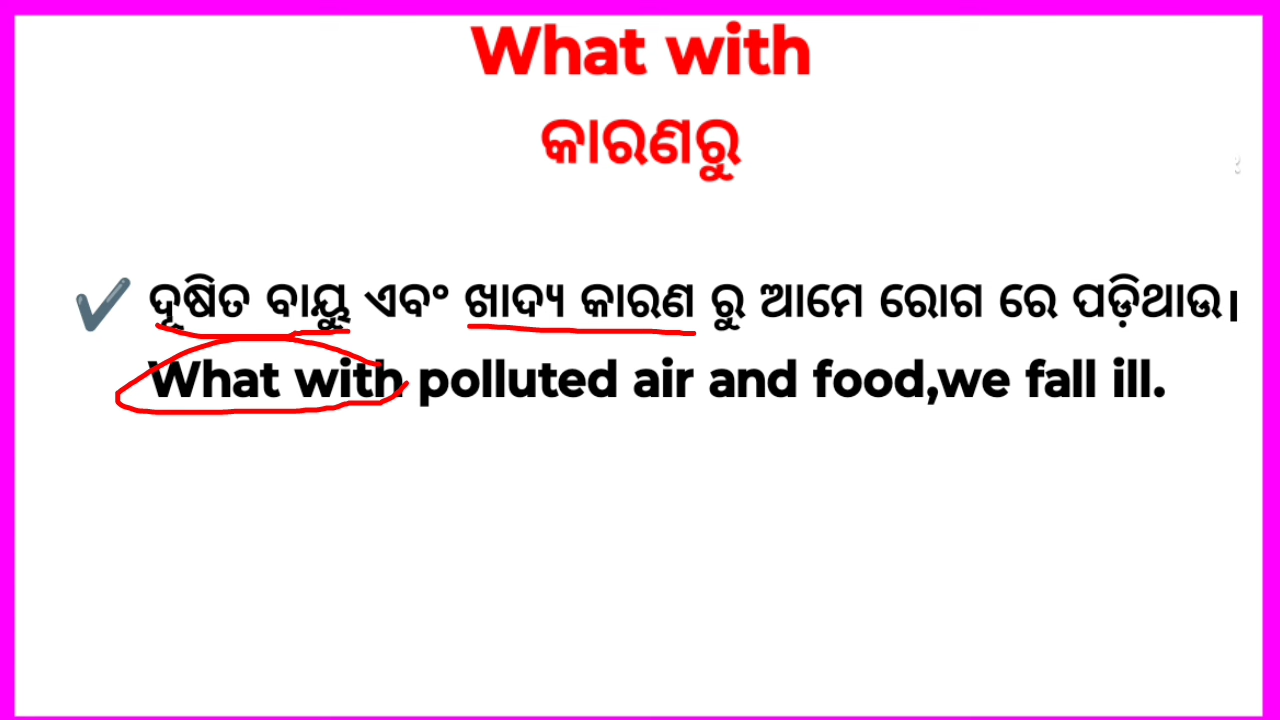 What with
କାରଣରୁ
✔ ଦୂଷିତ ବାୟୁ ଏବଂ ଖାଦ୍ୟ କାରଣ ରୁ ଆମେ ରୋଗ ରେ ପଡ଼ିଥାଉ।
What with polluted air and food,we fall ill.